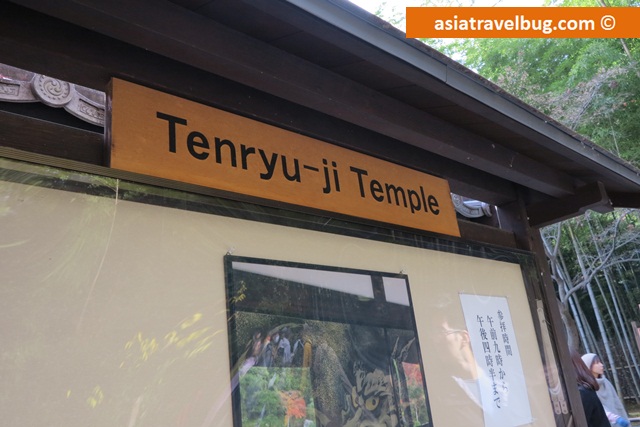 asiatravelbug.com ©
Tenryu-ji Temple
参拝時間
午前九時から
午後四時半まで